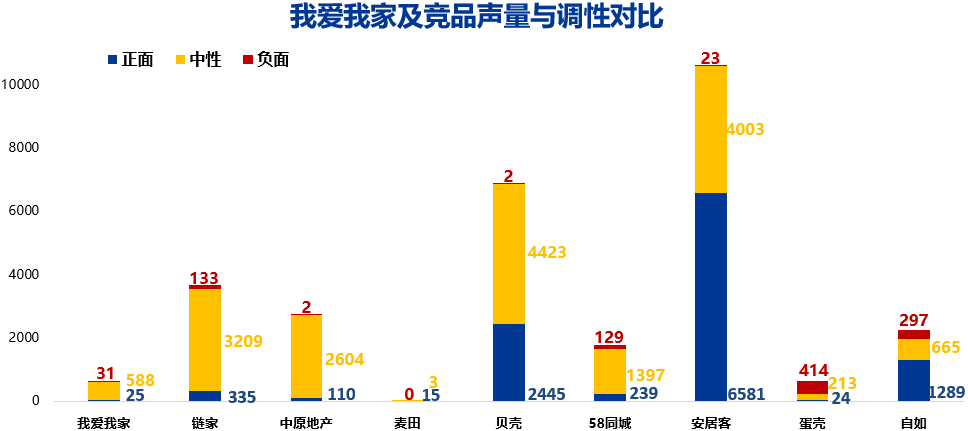 我爱我家及竞品声量与调性对比
正面 中性 负面
10000
8000
6000
4000
2000
0
31 588 25
133 3209 335
2 2604 110
0 3 15
2 4423 2445
129 1397 239
23 4003 6581
414 213 24
297 665 1289
我爱我家 链家 中原地产 麦田 贝壳 58同城 安居客 蛋壳 自如